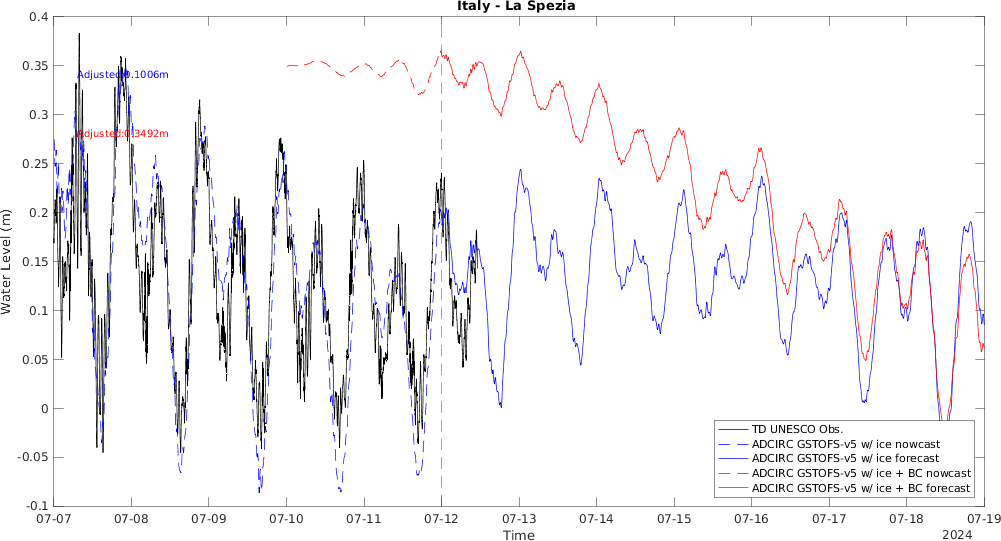 Italy - La Spezia
Water Level (m)
0.4
0.35
0.3
0.25
0.2
0.15
0.1
0.05
0
-0.05
-0.1
Adjusted:0.1006m
Adjusted:0.3492m
TD UNESCO Obs.
ADCIRC GSTOFS-v5 w/ ice nowcast
ADCIRC GSTOFS-v5 w/ ice forecast
ADCIRC GSTOFS-v5 w/ ice + BC nowcast
ADCIRC GSTOFS-v5 w/ ice + BC forecast
07-07 07-08 07-09 07-10 07-11 07-12 07-13 07-14 07-15 07-16 07-17 07-18 07-19
Time
2024